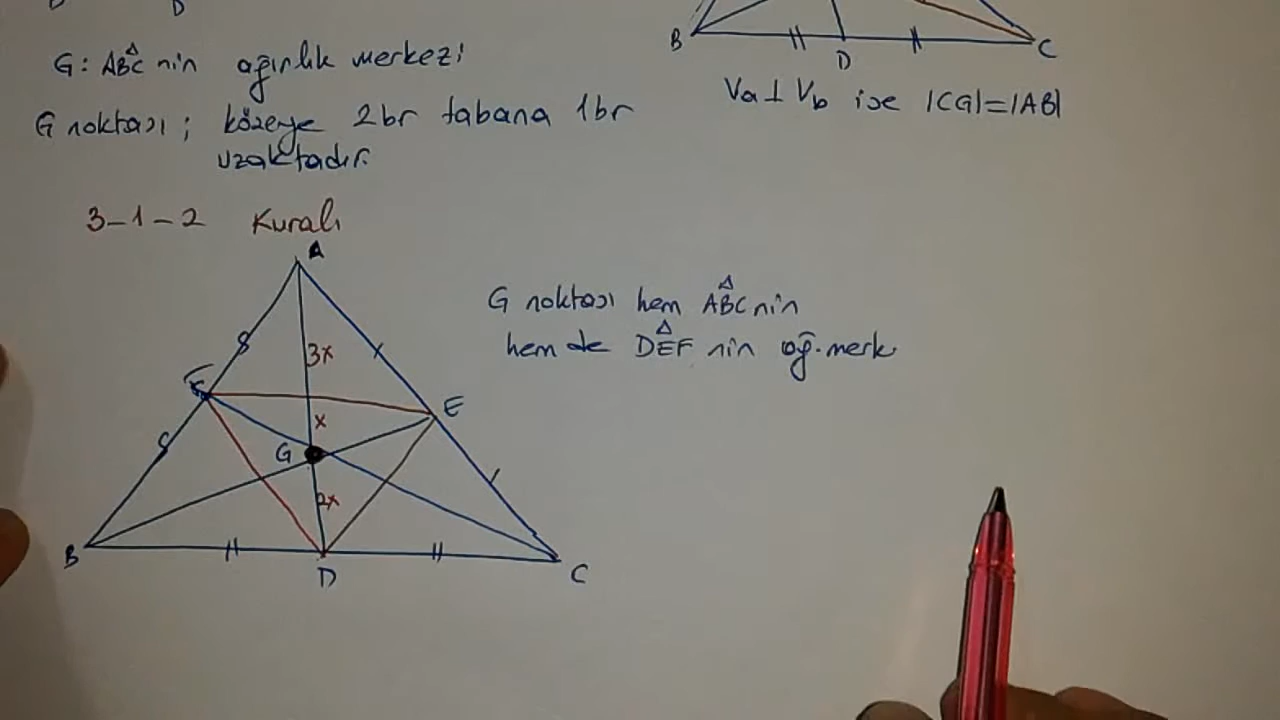 D
B
D
C
G: ABC nin ağırlık merkezi
Va⊥Vb ise |CG|=|AB|
G noktası; köşeye 2br tabana 1br
uzaktadır.
3-1-2 Kuralı
A
G noktası hem ABC nin
hem de DEF nin ağ.merk.
3x
F
E
x
G
2x
B
D
C